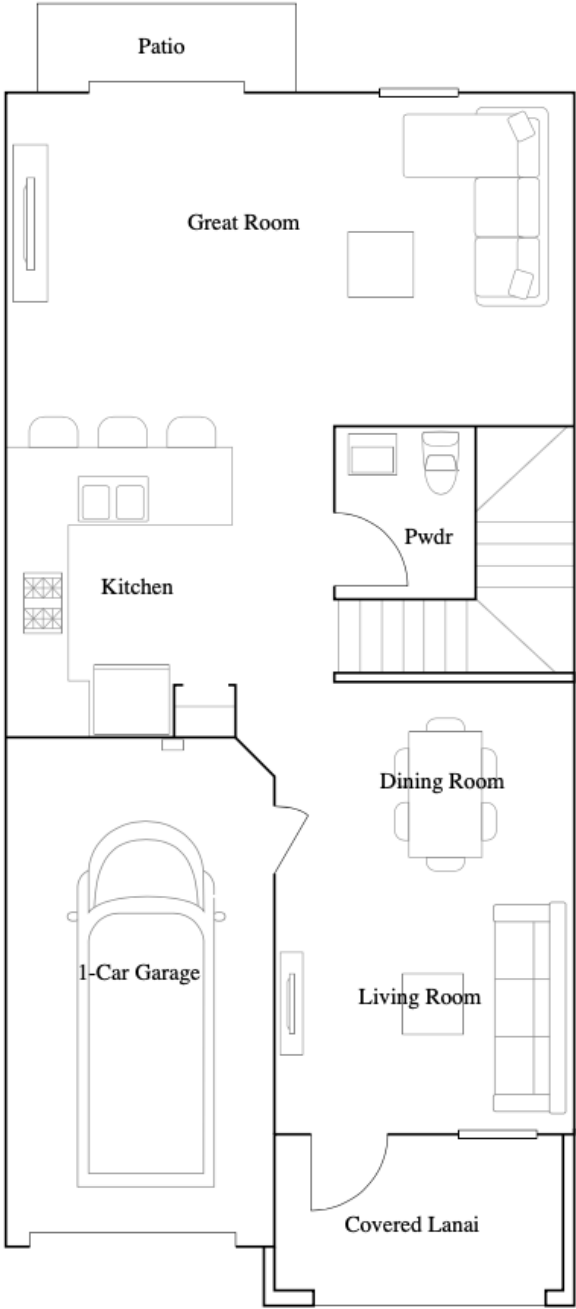 Patio
Great Room
Pwdr
Kitchen
Dining Room
1-Car Garage
Living Room
Covered Lanai